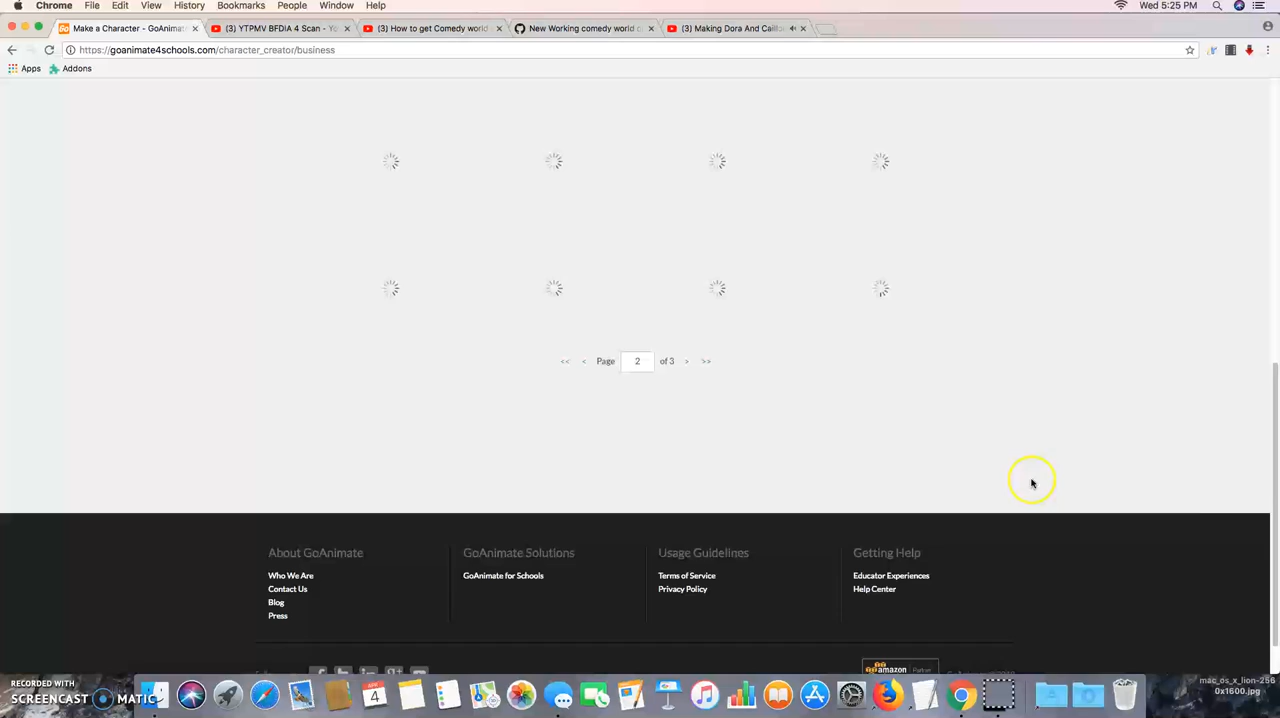 Chrome File Edit View History Bookmarks People Window Help Wed 5:25 PM
Make a Character - GoAnimat × (3) YTPMV BFDiA 4 Scan - Yo × (3) How to get Comedy world × New Working comedy world c × (3) Making Dora And Caillo ×
https://goanimate4schools.com/character_creator/business
Apps Addons
<< < Page 2 of 3 > >>
About GoAnimate GoAnimate Solutions Usage Guidelines Getting Help
Who We Are GoAnimate for Schools Terms of Service Educator Experiences
Contact Us Privacy Policy Help Center
Blog
Press
amazon Partner
RECORDED WITH
SCREENCAST MATIC
APR
4
mac_os_x_lion-256
0x1600.jpg